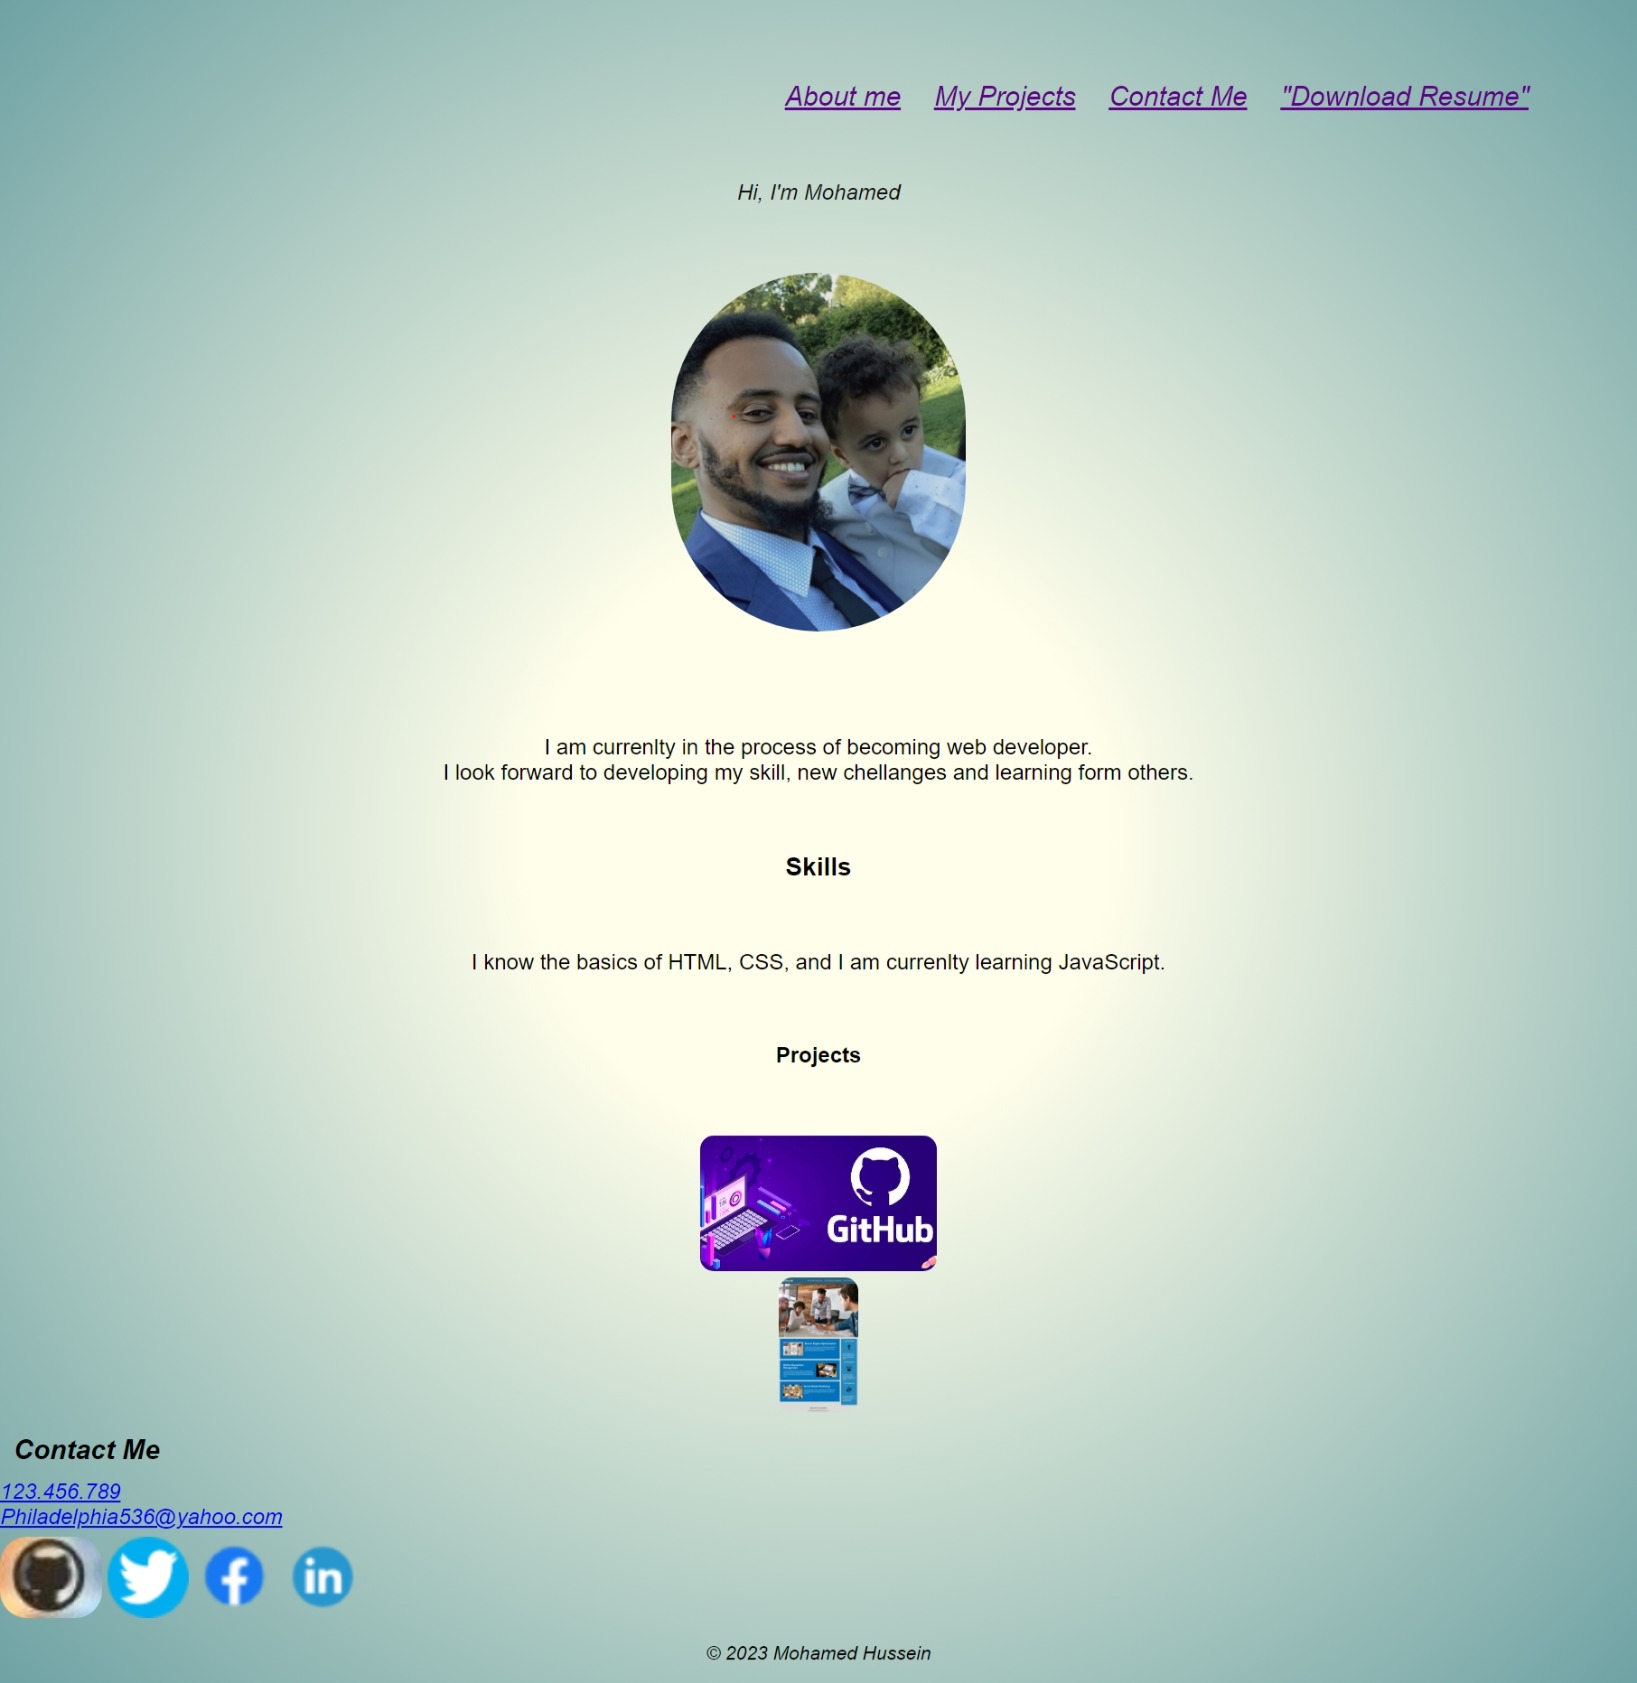 About me My Projects Contact Me "Download Resume"
Hi, I'm Mohamed
I am currenlty in the process of becoming web developer.
I look forward to developing my skill, new chellanges and learning form others.
Skills
I know the basics of HTML, CSS, and I am currenlty learning JavaScript.
Projects
GitHub
Contact Me
123.456.789
Philadelphia536@yahoo.com
in
© 2023 Mohamed Hussein